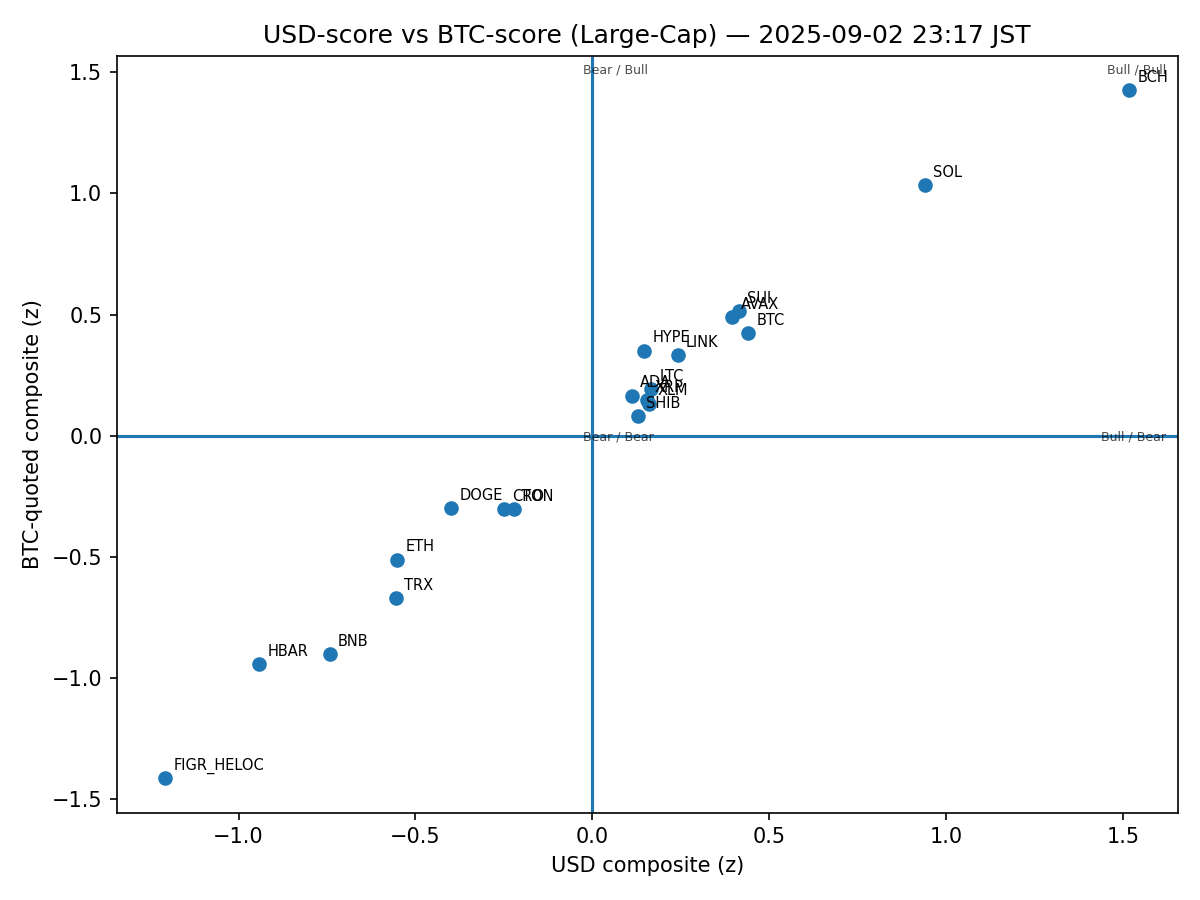 USD-score vs BTC-score (Large-Cap) — 2025-09-02 23:17 JST
Bear / Bull
Bull / Bull
BCH
SOL
SUI
AVAX
BTC
HYPE
LINK
LTC
ADA
XRP
XLM
SHIB
Bear / Bear
Bull / Bear
DOGE
CRO
TON
ETH
TRX
HBAR
BNB
FIGR_HELOC
1.5
1.0
0.5
0.0
−0.5
−1.0
−1.5
BTC-quoted composite (z)
−1.0
−0.5
0.0
0.5
1.0
1.5
USD composite (z)